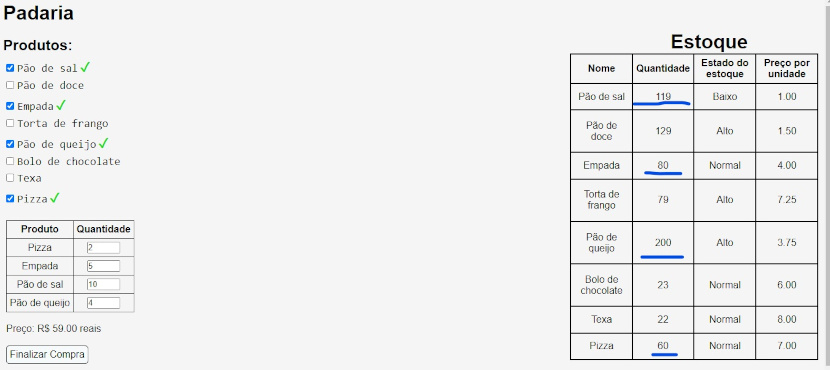 Padaria
Produtos:
Pão de sal ✓
Pão de doce
Empada ✓
Torta de frango
Pão de queijo ✓
Bolo de chocolate
Texa
Pizza ✓
Produto Quantidade
Pizza 2
Empada 5
Pão de sal 10
Pão de queijo 4
Preço: R$ 59.00 reais
Finalizar Compra
Estoque
Nome Quantidade Estado do estoque Preço por unidade
Pão de sal 119 Baixo 1.00
Pão de doce 129 Alto 1.50
Empada 80 Normal 4.00
Torta de frango 79 Alto 7.25
Pão de queijo 200 Alto 3.75
Bolo de chocolate 23 Normal 6.00
Texa 22 Normal 8.00
Pizza 60 Normal 7.00